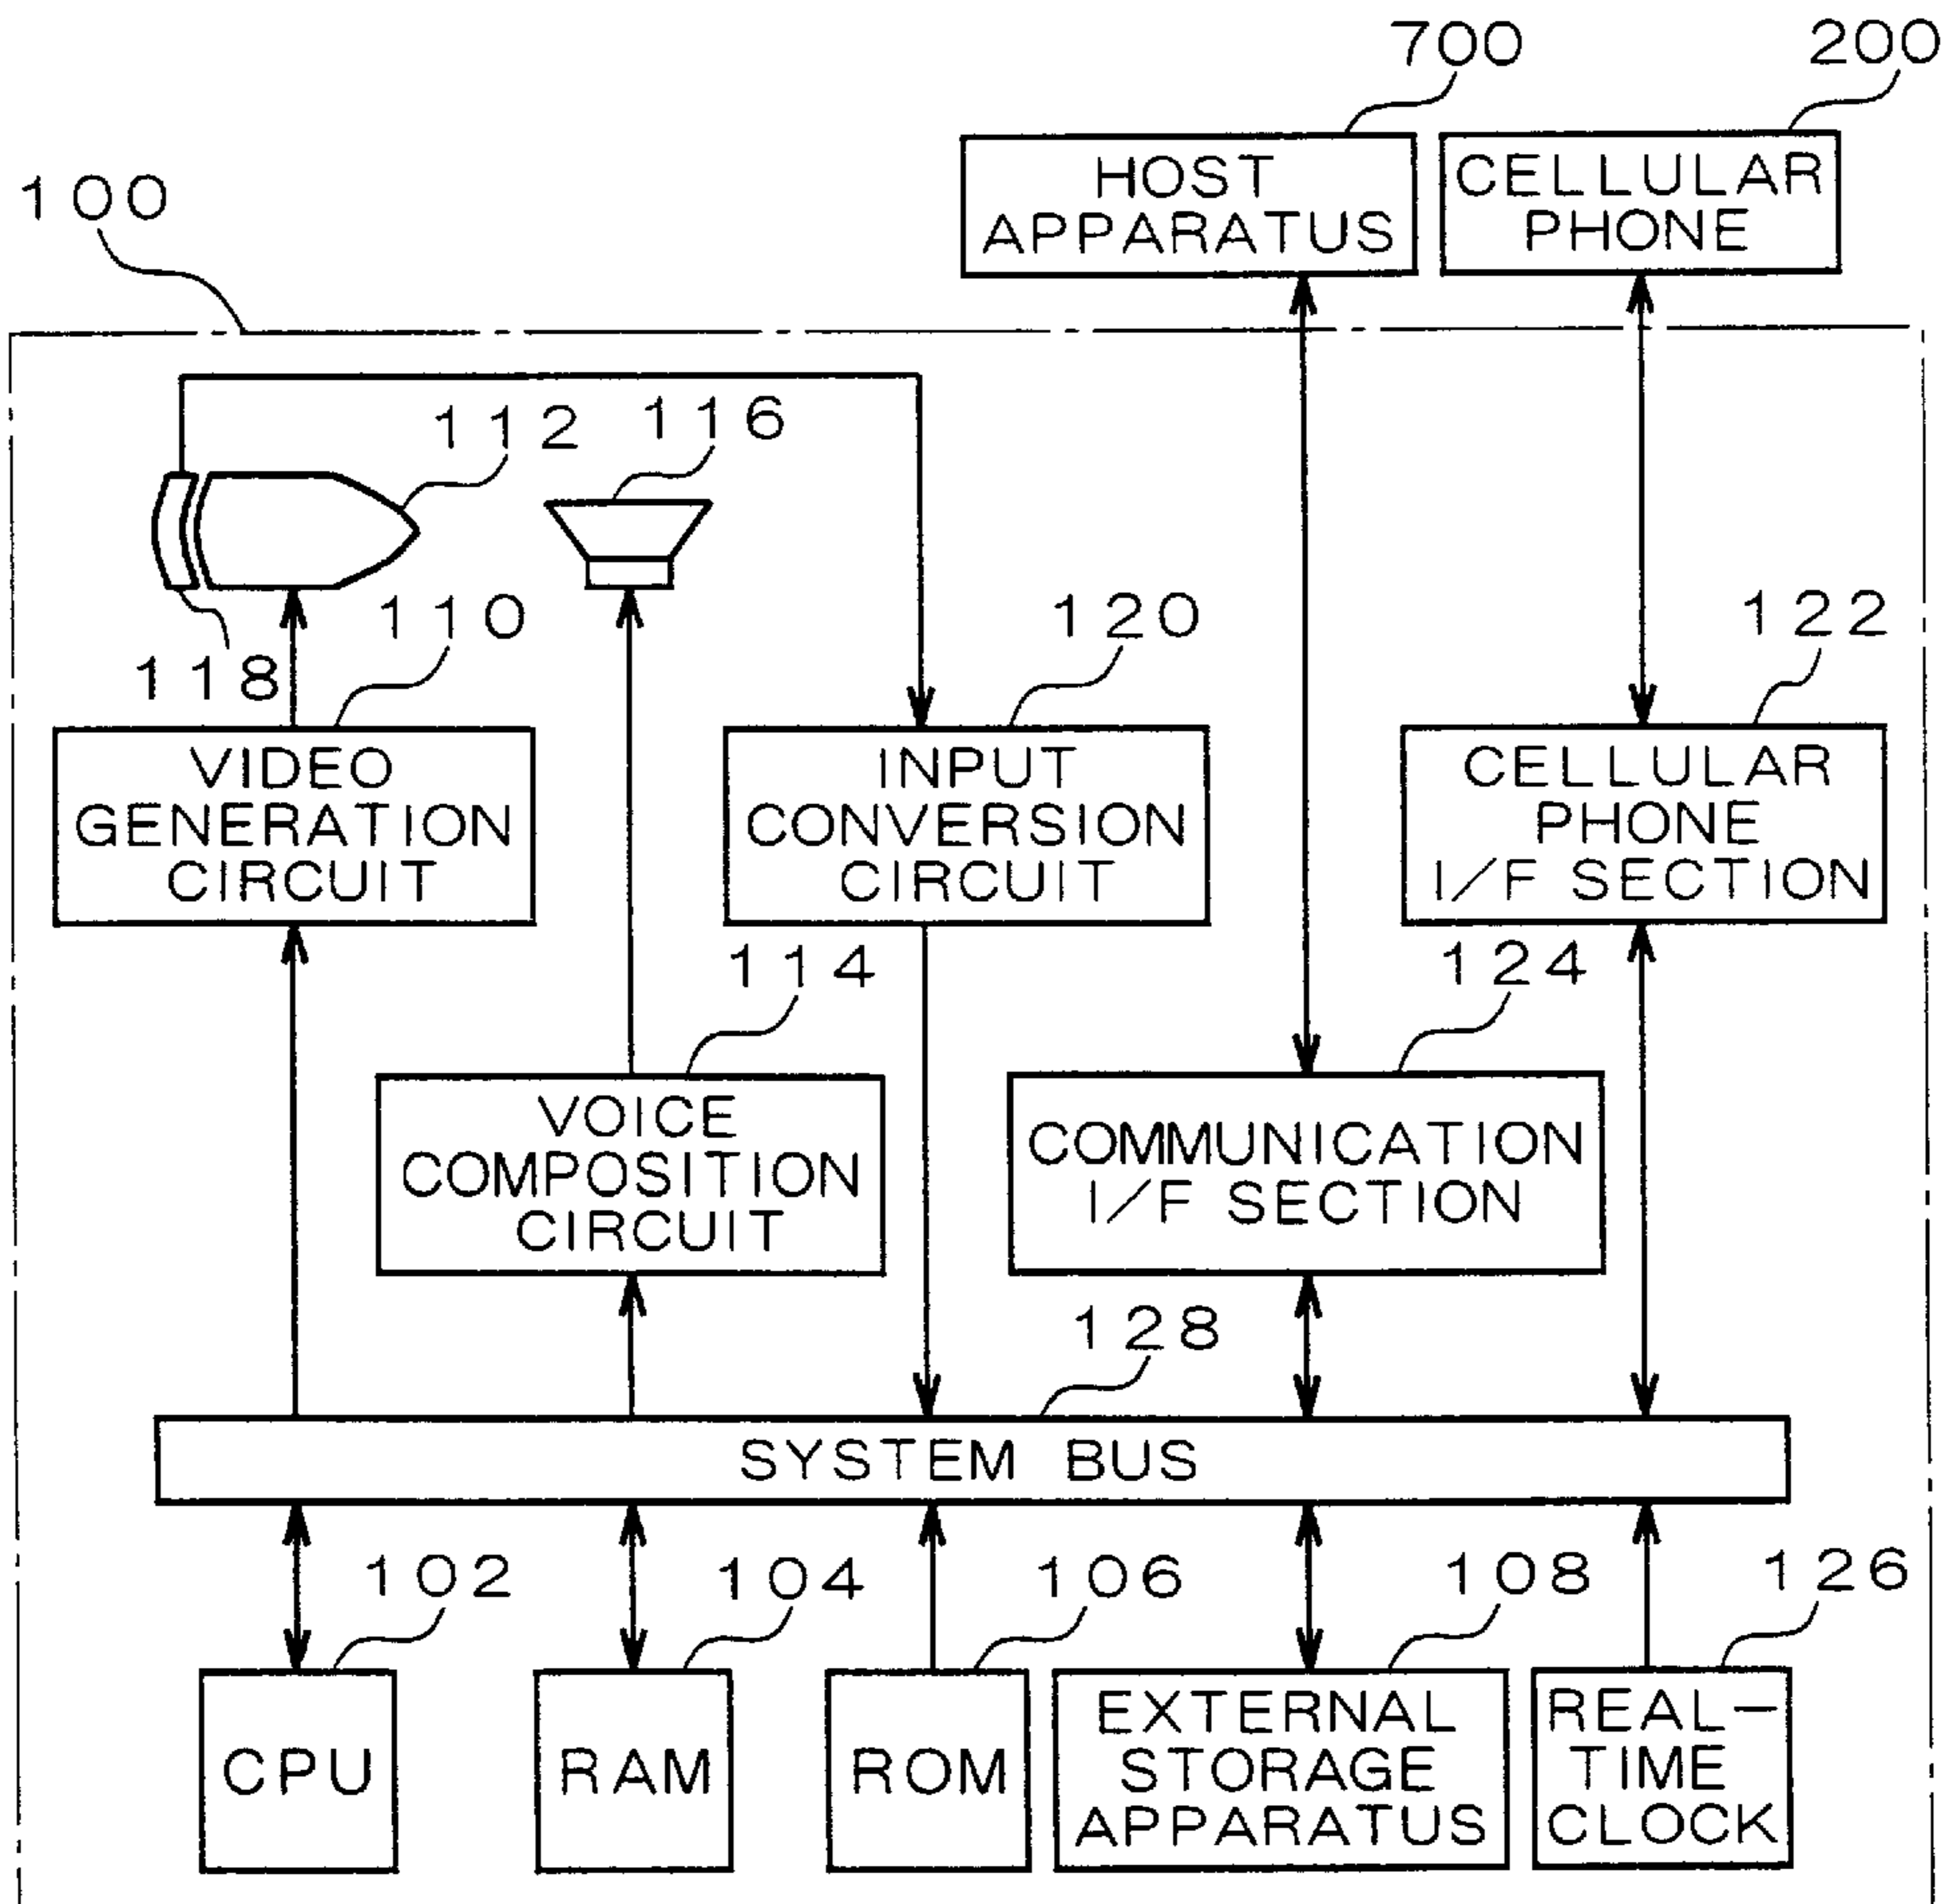 700
200
HOST
APPARATUS
CELLULAR
PHONE
100
112
116
118
110
120
122
VIDEO
GENERATION
CIRCUIT
INPUT
CONVERSION
CIRCUIT
CELLULAR
PHONE
I/F SECTION
114
124
VOICE
COMPOSITION
CIRCUIT
COMMUNICATION
I/F SECTION
128
SYSTEM BUS
102
104
106
108
126
CPU
RAM
ROM
EXTERNAL
STORAGE
APPARATUS
REAL-
TIME
CLOCK